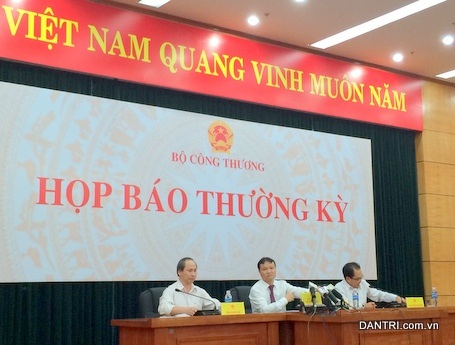 VIỆT NAM QUANG VINH MUÔN NĂM
BỘ CÔNG THƯƠNG
HỌP BÁO THƯỜNG KỲ
DANTRI.com.vn